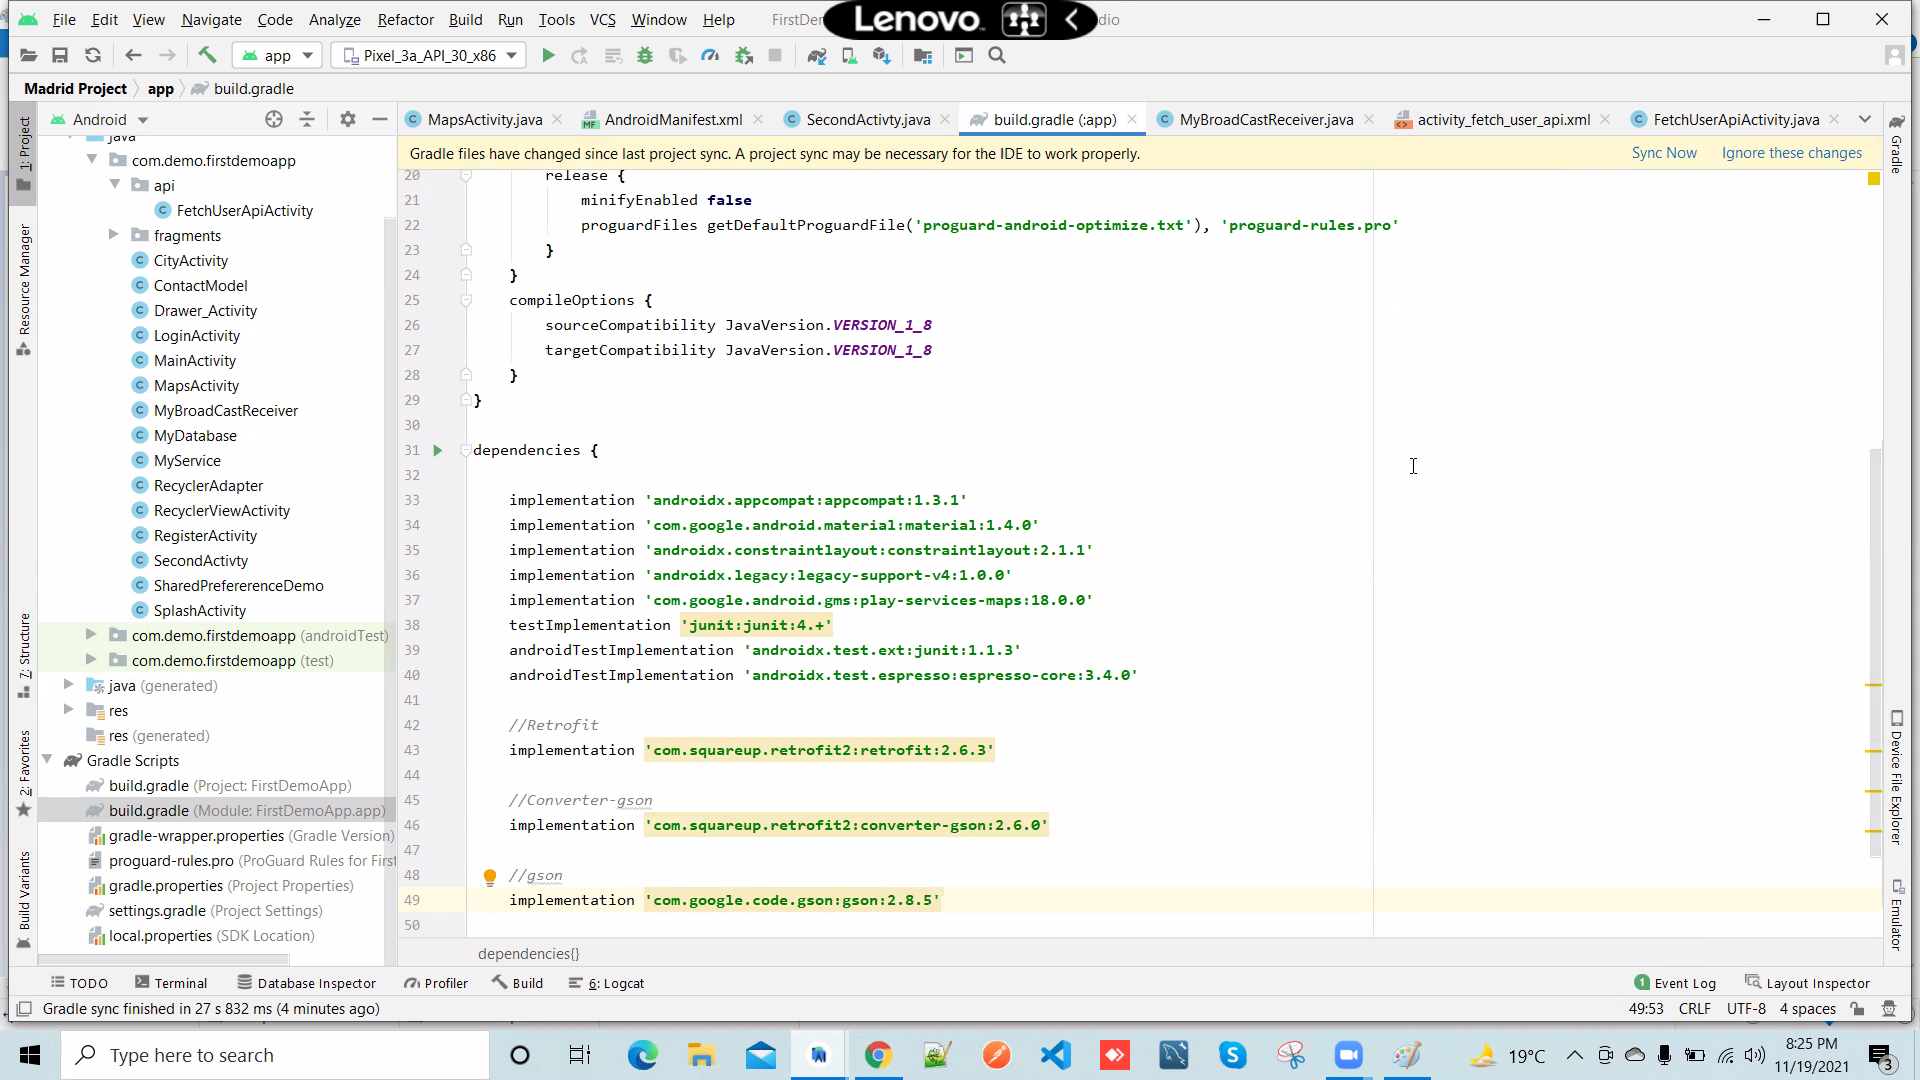 File Edit View Navigate Code Analyze Refactor Build Run Tools VCS Window Help FirstDem
Lenovo
dio
app
Pixel_3a_API_30_x86
Madrid Project
app
build.gradle
Android
MapsActivity.java
AndroidManifest.xml
SecondActivty.java
build.gradle (:app)
MyBroadCastReceiver.java
activity_fetch_user_api.xml
FetchUserApiActivity.java
Gradle files have changed since last project sync. A project sync may be necessary for the IDE to work properly.
Sync Now
Ignore these changes
1: Project
Resource Manager
7: Structure
2: Favorites
Build Variants
java
com.demo.firstdemoapp
api
FetchUserApiActivity
fragments
CityActivity
ContactModel
Drawer_Activity
LoginActivity
MainActivity
MapsActivity
MyBroadCastReceiver
MyDatabase
MyService
RecyclerAdapter
RecyclerViewActivity
RegisterActivity
SecondActivty
SharedPrefererenceDemo
SplashActivity
com.demo.firstdemoapp (androidTest)
com.demo.firstdemoapp (test)
java (generated)
res
res (generated)
Gradle Scripts
build.gradle (Project: FirstDemoApp)
build.gradle (Module: FirstDemoApp.app)
gradle-wrapper.properties (Gradle Version)
proguard-rules.pro (ProGuard Rules for First
gradle.properties (Project Properties)
settings.gradle (Project Settings)
local.properties (SDK Location)
20 release {
21 minifyEnabled false
22 proguardFiles getDefaultProguardFile('proguard-android-optimize.txt'), 'proguard-rules.pro'
23 }
24 }
25 compileOptions {
26 sourceCompatibility JavaVersion.VERSION_1_8
27 targetCompatibility JavaVersion.VERSION_1_8
28 }
29 }
30
31 dependencies {
32
33 implementation 'androidx.appcompat:appcompat:1.3.1'
34 implementation 'com.google.android.material:material:1.4.0'
35 implementation 'androidx.constraintlayout:constraintlayout:2.1.1'
36 implementation 'androidx.legacy:legacy-support-v4:1.0.0'
37 implementation 'com.google.android.gms:play-services-maps:18.0.0'
38 testImplementation 'junit:junit:4.+'
39 androidTestImplementation 'androidx.test.ext:junit:1.1.3'
40 androidTestImplementation 'androidx.test.espresso:espresso-core:3.4.0'
41
42 //Retrofit
43 implementation 'com.squareup.retrofit2:retrofit:2.6.3'
44
45 //Converter-gson
46 implementation 'com.squareup.retrofit2:converter-gson:2.6.0'
47
48 //gson
49 implementation 'com.google.code.gson:gson:2.8.5'
50
dependencies{}
Gradle
Device File Explorer
Emulator
TODO
Terminal
Database Inspector
Profiler
Build
6: Logcat
1 Event Log
Layout Inspector
Gradle sync finished in 27 s 832 ms (4 minutes ago)
49:53 CRLF UTF-8 4 spaces
Type here to search
19°C
8:25 PM
11/19/2021
3